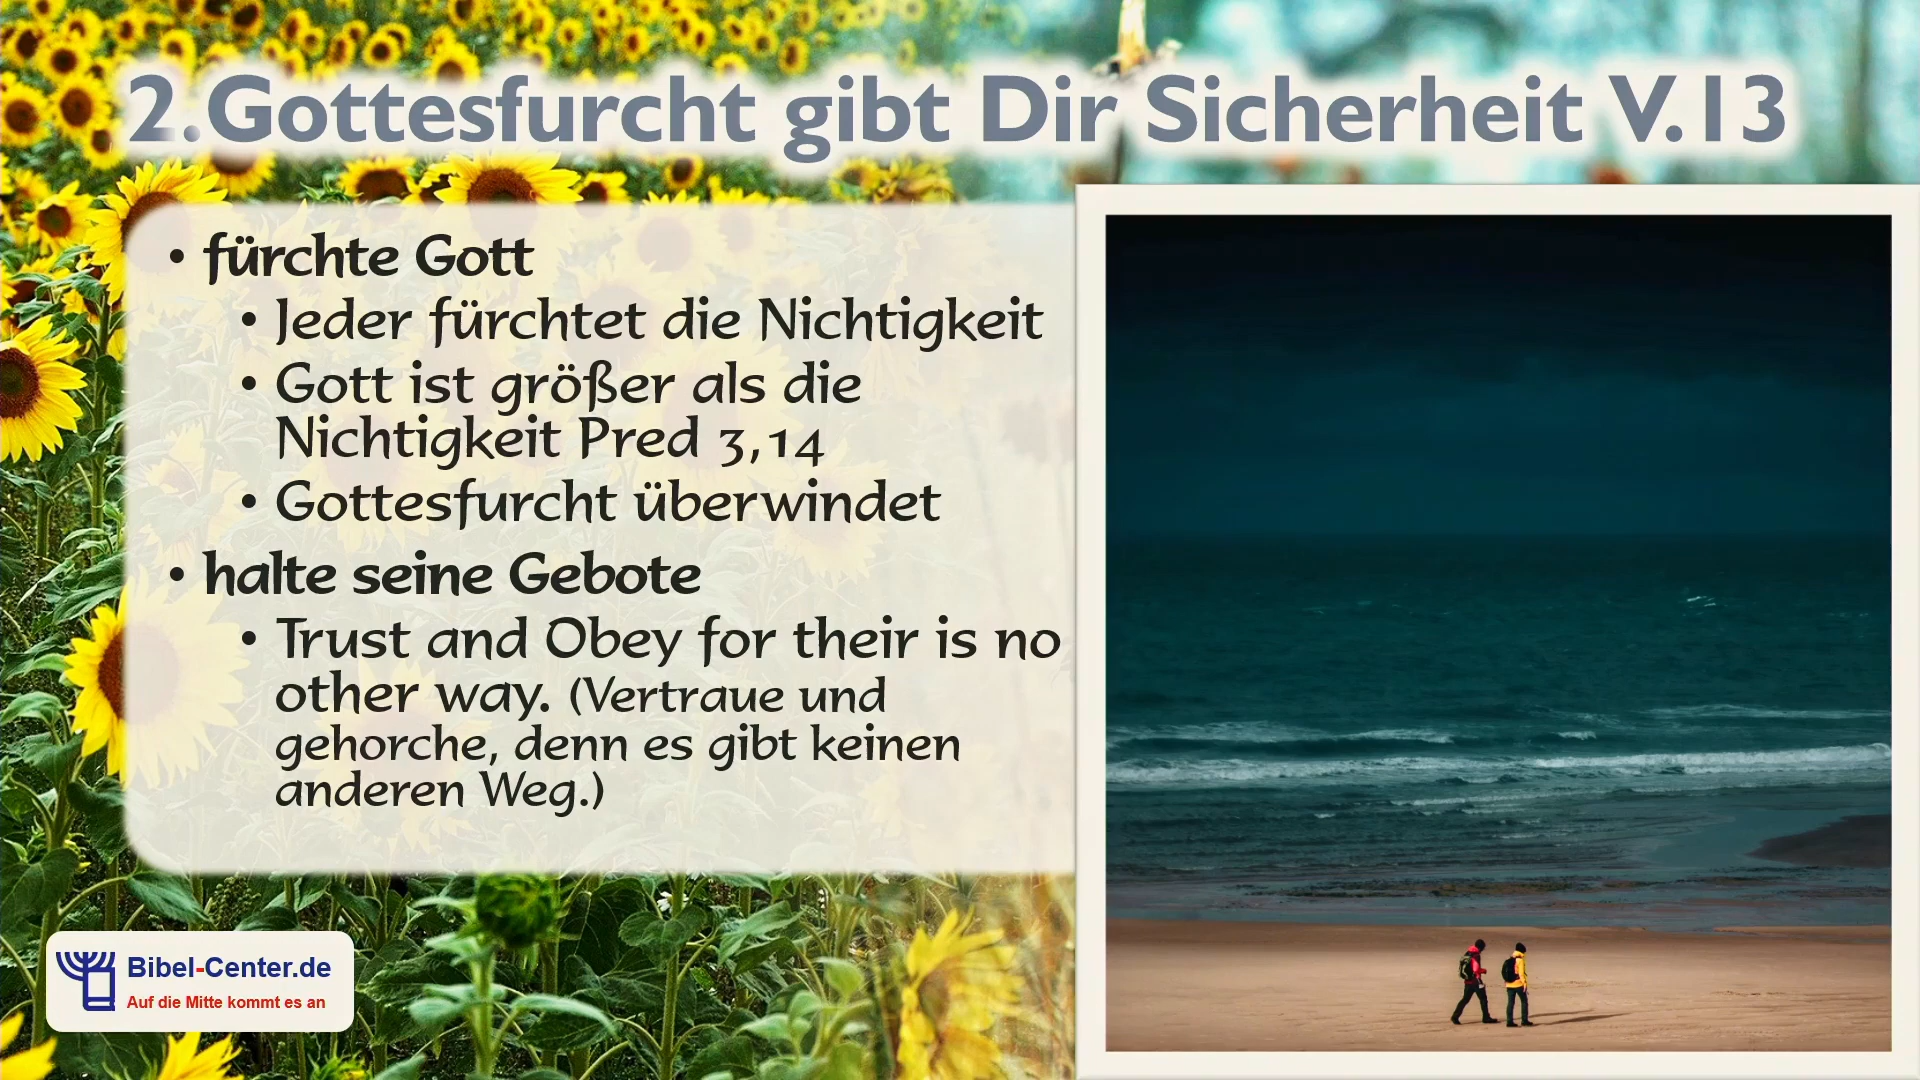 2.Gottesfurcht gibt Dir Sicherheit V.13
• fürchte Gott
• Jeder fürchtet die Nichtigkeit
• Gott ist größer als die
Nichtigkeit Pred 3,14
• Gottesfurcht überwindet
• halte seine Gebote
• Trust and Obey for their is no
other way. (Vertraue und
gehorche, denn es gibt keinen
anderen Weg.)
Bibel-Center.de
Auf die Mitte kommt es an